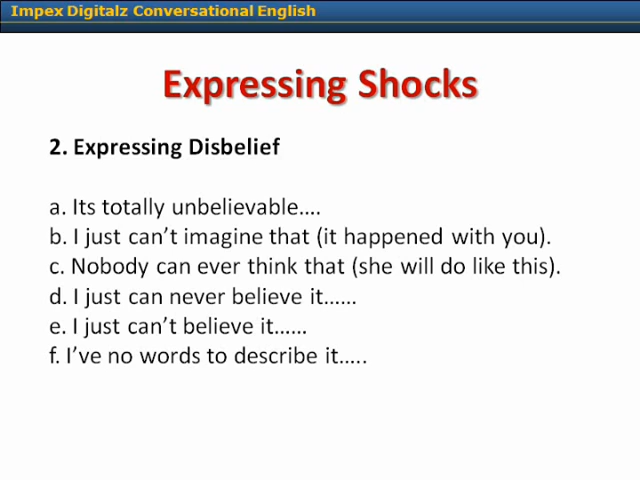 Impex Digitalz Conversational English
Expressing Shocks
2. Expressing Disbelief
a. Its totally unbelievable….
b. I just can’t imagine that (it happened with you).
c. Nobody can ever think that (she will do like this).
d. I just can never believe it……
e. I just can’t believe it……
f. I’ve no words to describe it…..